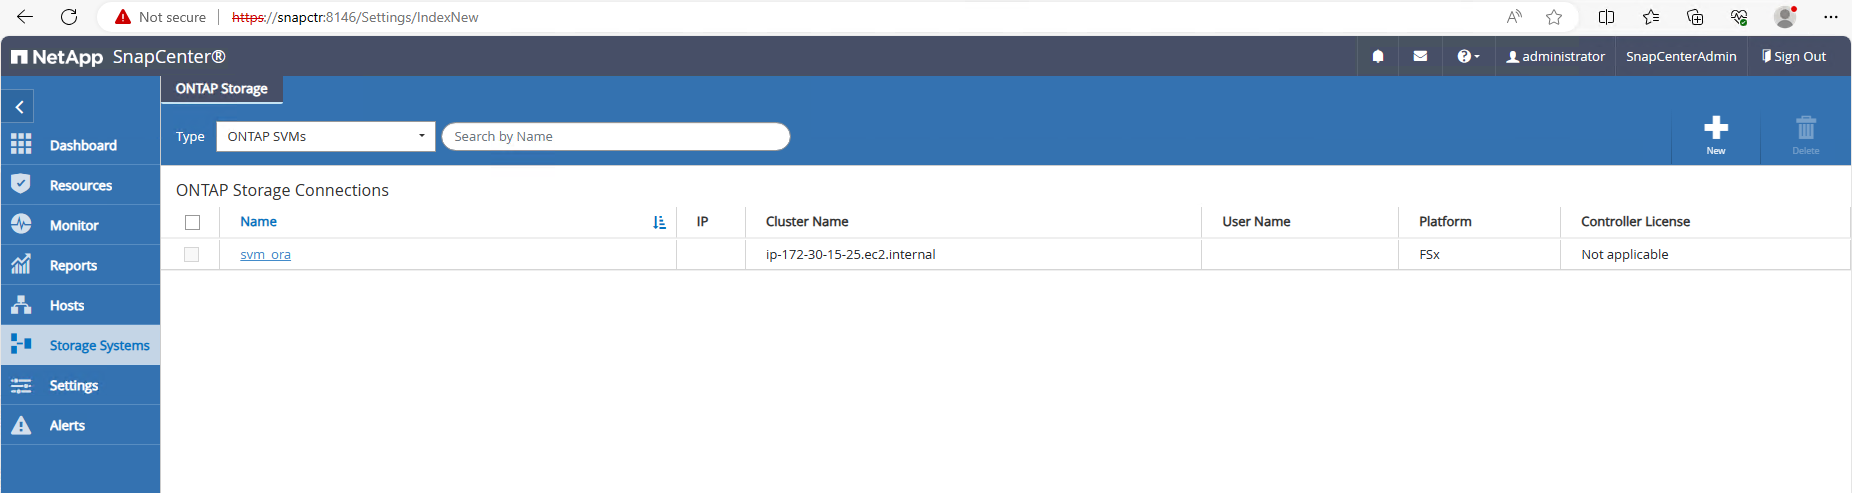 Not secure https://snapctr:8146/Settings/IndexNew
NetApp SnapCenter® administrator SnapCenterAdmin Sign Out
ONTAP Storage
Type ONTAP SVMs Search by Name
New Delete
Dashboard
Resources
Monitor
Reports
Hosts
Storage Systems
Settings
Alerts
ONTAP Storage Connections
Name IP Cluster Name User Name Platform Controller License
svm_ora ip-172-30-15-25.ec2.internal FSx Not applicable